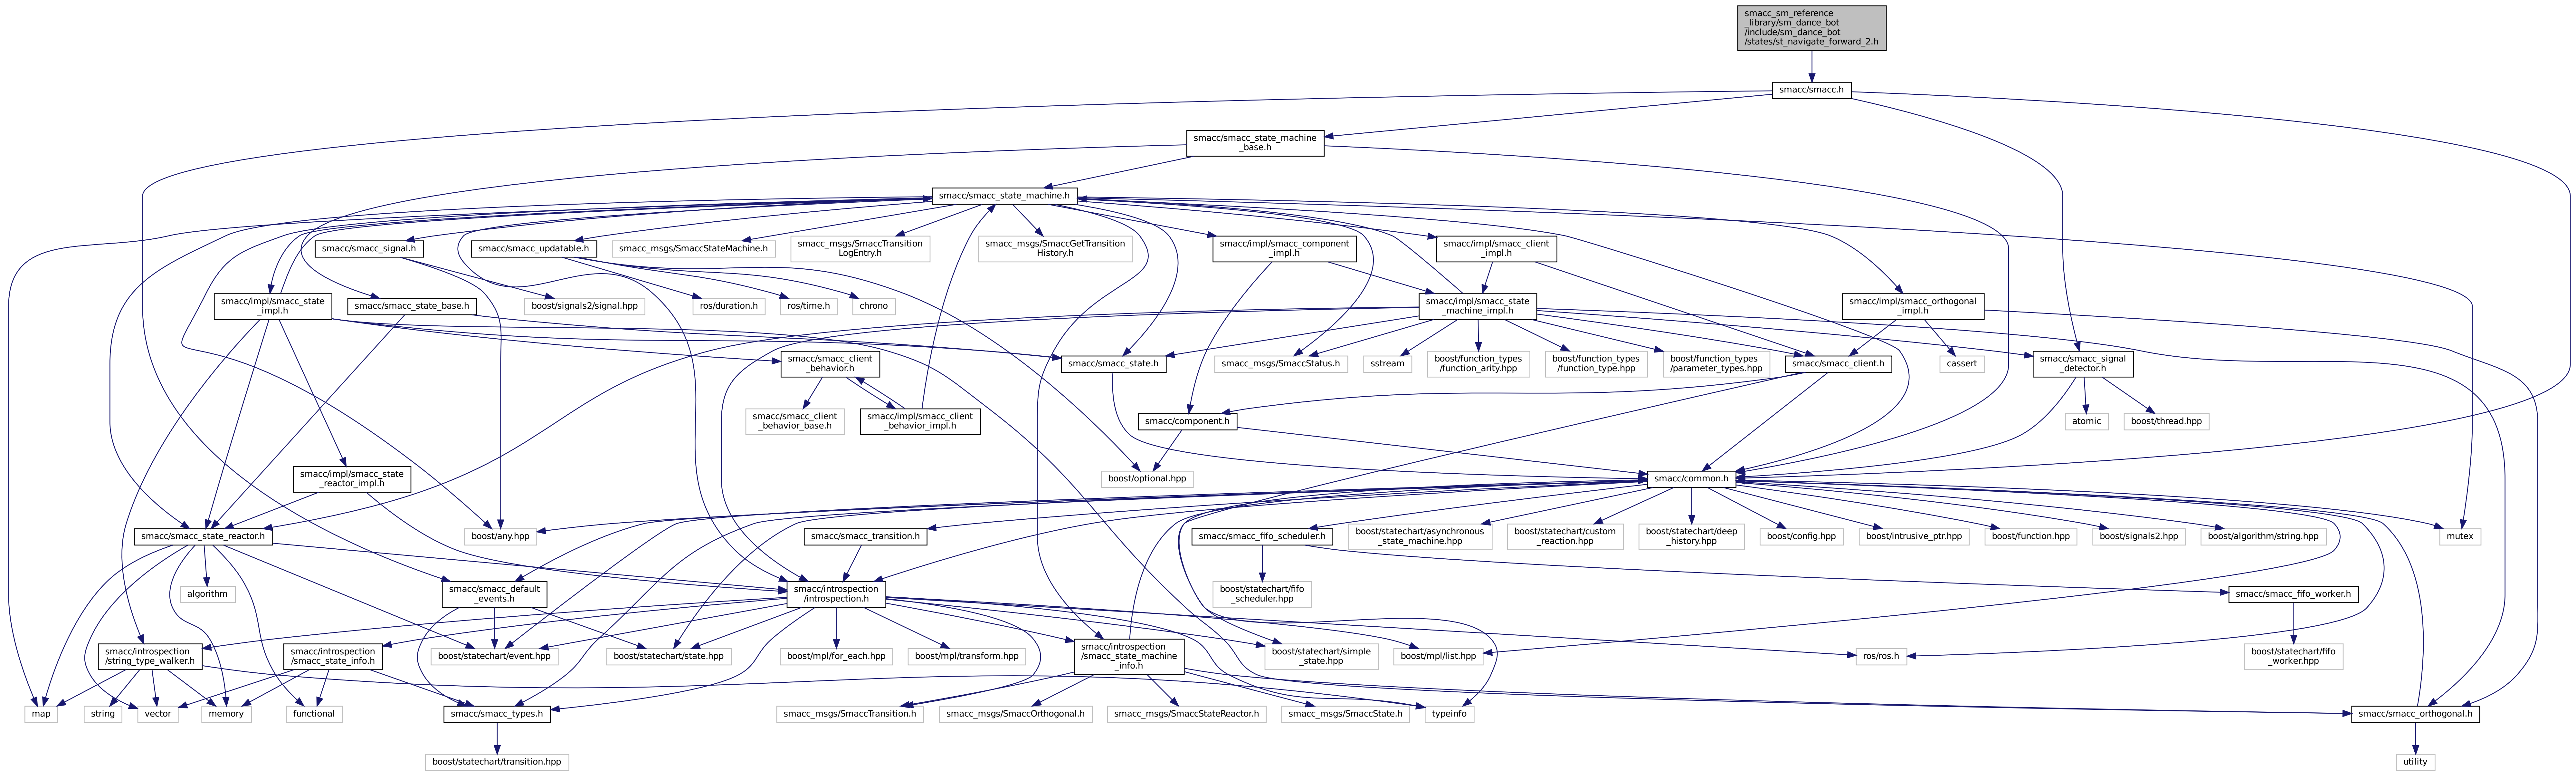 smacc_sm_reference
_library/sm_dance_bot
/include/sm_dance_bot
/states/st_navigate_forward_2.h
smacc/smacc.h
smacc/smacc_state_machine
_base.h
smacc/smacc_state_machine.h
smacc/smacc_signal.h
smacc/smacc_updatable.h
smacc_msgs/SmaccStateMachine.h
smacc_msgs/SmaccTransition
LogEntry.h
smacc_msgs/SmaccGetTransition
History.h
smacc/impl/smacc_component
_impl.h
smacc/impl/smacc_client
_impl.h
smacc/impl/smacc_state
_impl.h
smacc/smacc_state_base.h
boost/signals2/signal.hpp
ros/duration.h
ros/time.h
chrono
smacc/impl/smacc_state
_machine_impl.h
smacc/impl/smacc_orthogonal
_impl.h
smacc/smacc_client
_behavior.h
smacc/smacc_state.h
smacc_msgs/SmaccStatus.h
sstream
boost/function_types
/function_arity.hpp
boost/function_types
/function_type.hpp
boost/function_types
/parameter_types.hpp
smacc/smacc_client.h
cassert
smacc/smacc_signal
_detector.h
smacc/smacc_client
_behavior_base.h
smacc/impl/smacc_client
_behavior_impl.h
smacc/component.h
atomic
boost/thread.hpp
smacc/impl/smacc_state
_reactor_impl.h
boost/optional.hpp
smacc/common.h
smacc/smacc_state_reactor.h
boost/any.hpp
smacc/smacc_transition.h
smacc/smacc_fifo_scheduler.h
boost/statechart/asynchronous
_state_machine.hpp
boost/statechart/custom
_reaction.hpp
boost/statechart/deep
_history.hpp
boost/config.hpp
boost/intrusive_ptr.hpp
boost/function.hpp
boost/signals2.hpp
boost/algorithm/string.hpp
mutex
algorithm
smacc/smacc_default
_events.h
smacc/introspection
/introspection.h
boost/statechart/fifo
_scheduler.hpp
smacc/smacc_fifo_worker.h
smacc/introspection
/string_type_walker.h
smacc/introspection
/smacc_state_info.h
boost/statechart/event.hpp
boost/statechart/state.hpp
boost/mpl/for_each.hpp
boost/mpl/transform.hpp
smacc/introspection
/smacc_state_machine
_info.h
boost/statechart/simple
_state.hpp
boost/mpl/list.hpp
ros/ros.h
boost/statechart/fifo
_worker.hpp
map
string
vector
memory
functional
smacc/smacc_types.h
smacc_msgs/SmaccTransition.h
smacc_msgs/SmaccOrthogonal.h
smacc_msgs/SmaccStateReactor.h
smacc_msgs/SmaccState.h
typeinfo
smacc/smacc_orthogonal.h
boost/statechart/transition.hpp
utility